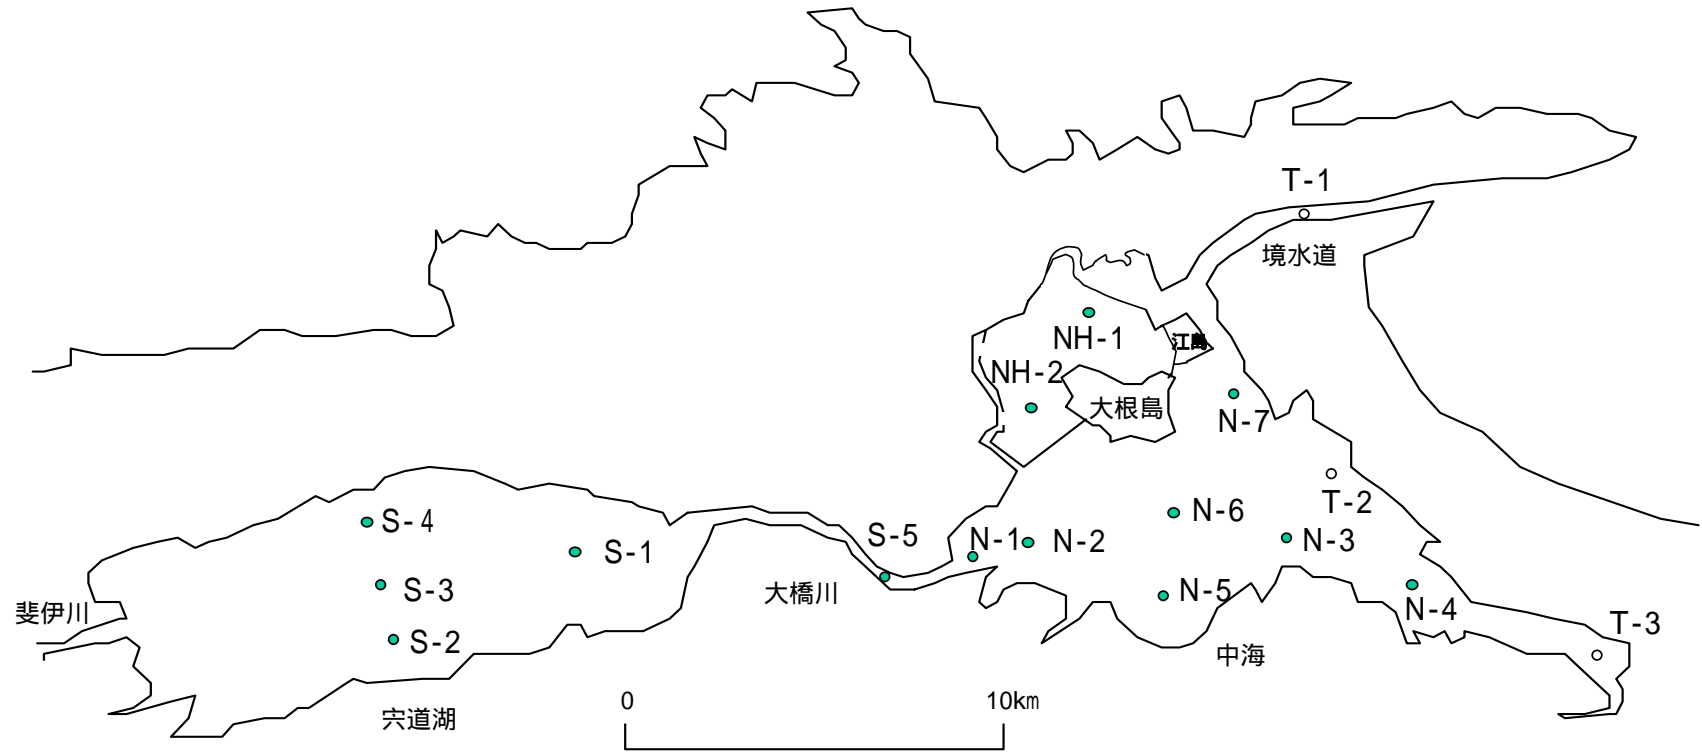 T-1
境水道
NH-1
江島
NH-2
大根島
N-7
T-2
S-4
N-6
S-5
N-1
N-2
N-3
S-1
S-3
大橋川
N-5
斐伊川
N-4
T-3
S-2
中海
0
10km
宍道湖